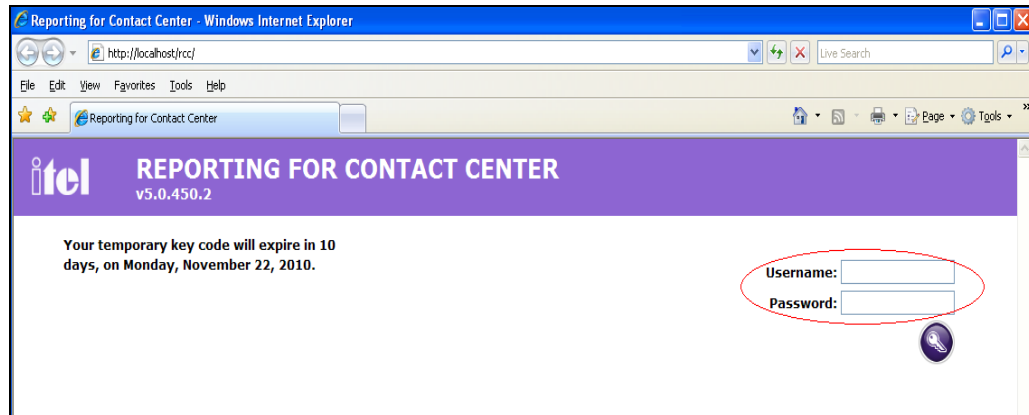 Reporting for Contact Center - Windows Internet Explorer
http://localhost/rcc/
Live Search
File Edit View Favorites Tools Help
Reporting for Contact Center
Page Tools
itel
REPORTING FOR CONTACT CENTER
v5.0.450.2
Your temporary key code will expire in 10
days, on Monday, November 22, 2010.
Username:
Password: